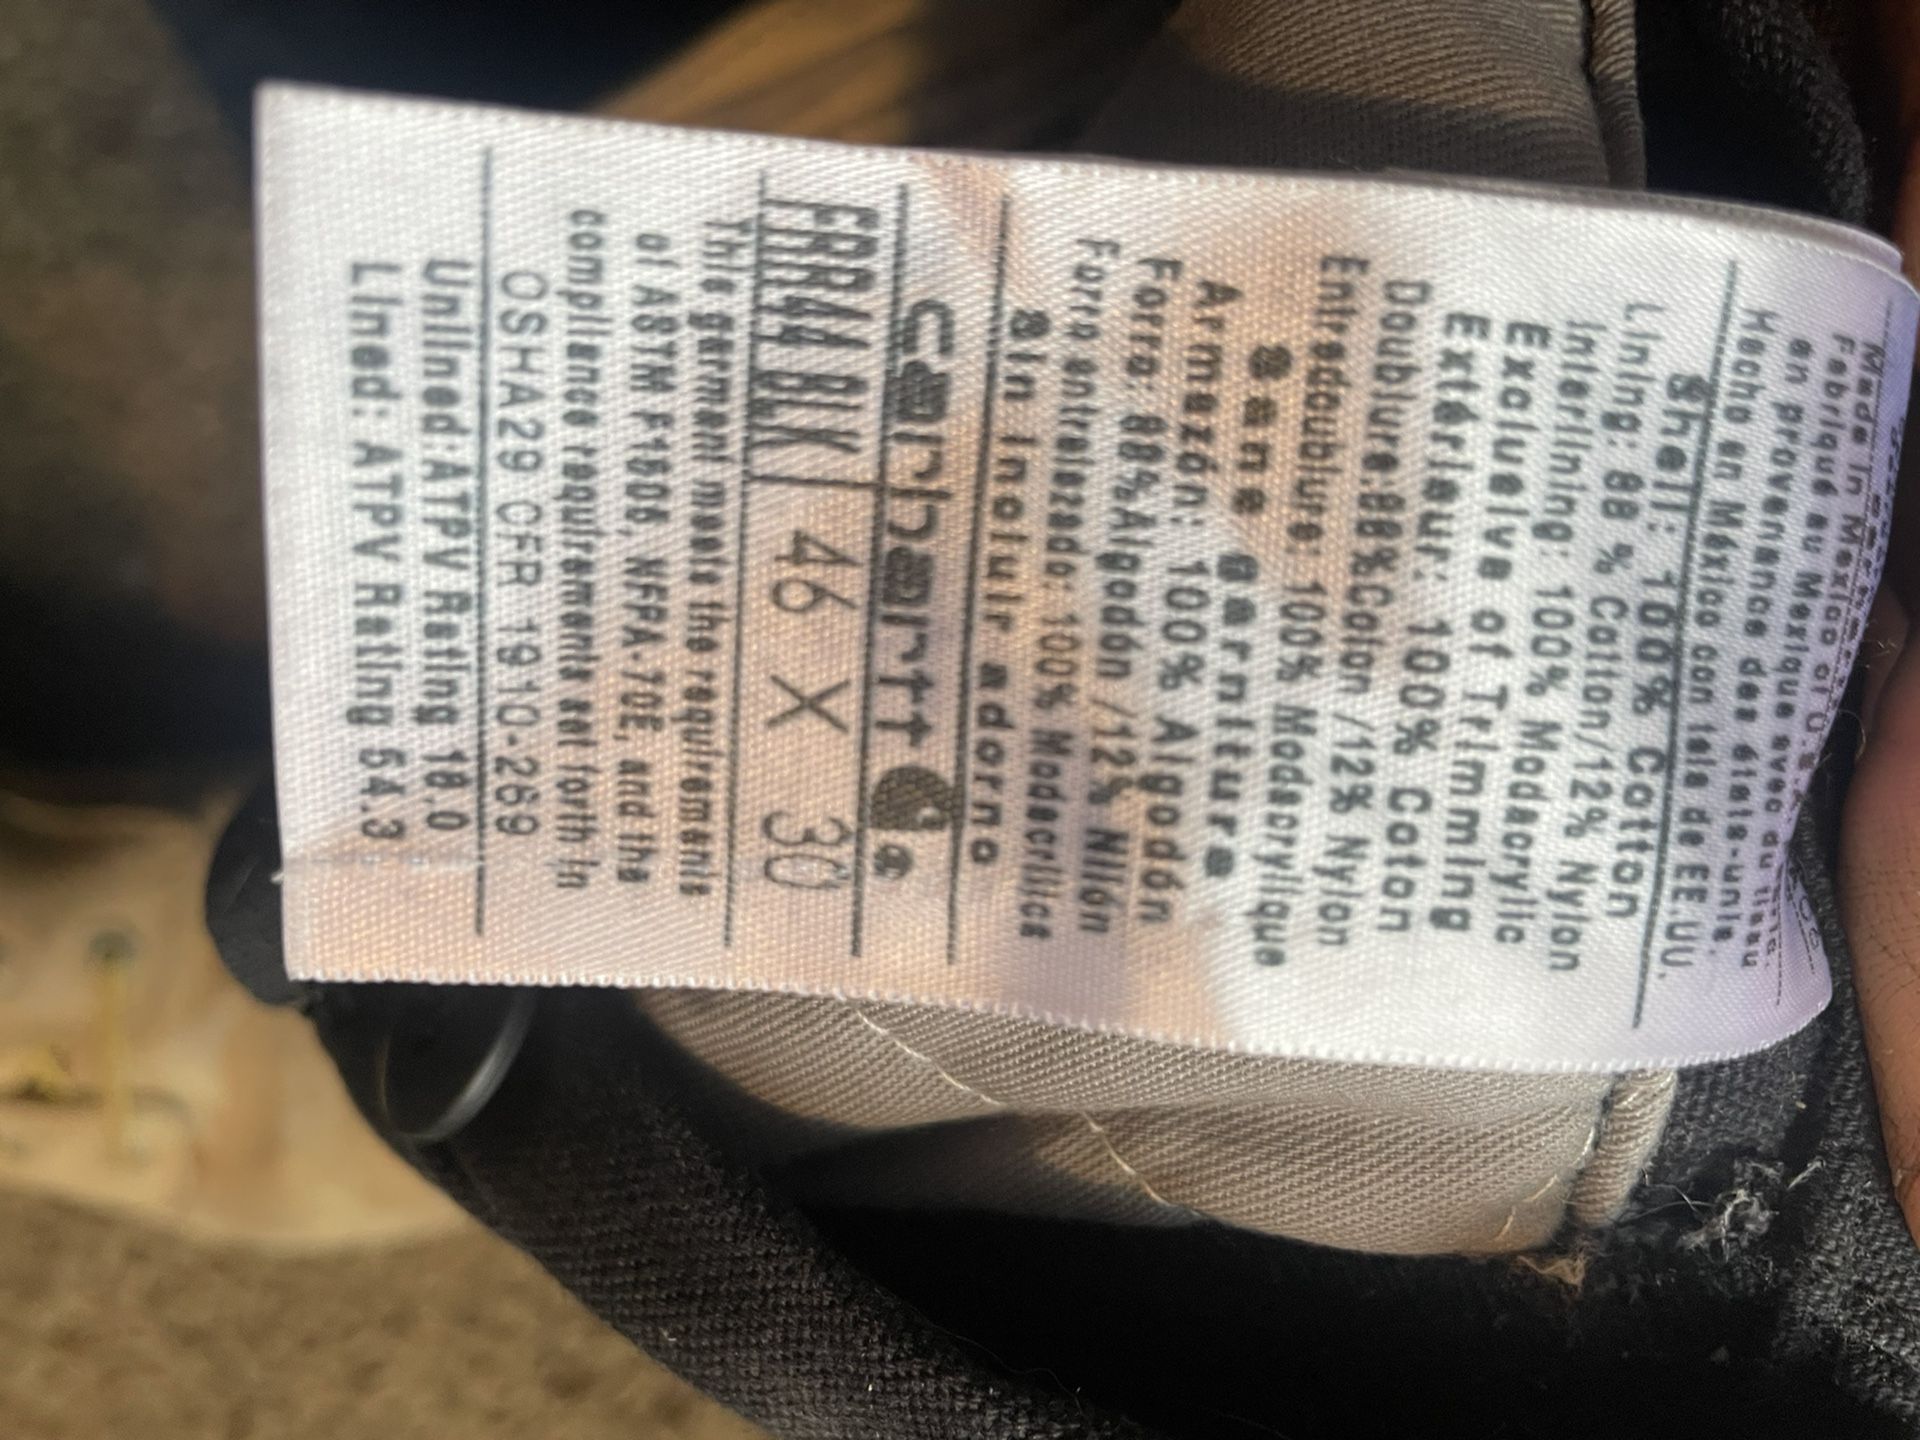 Made in Mexico of U.S.A.
Fabriqué au Mexique avec du tissu
en provenance des états-unis.
Hecho en México con tela de EE.UU.
Shell: 100% Cotton
Lning: 88 % Cotton/12% Nylon
Interlining: 100% Modacrylic
Exclusive of Trimming
Extérieur: 100% Coton
Doublure:88%Coton /12% Nylon
Entredoublure: 100% Modacrylique
Sans garniture
Armazón: 100% Algodón
Forro: 88%Algodón /12% Nilón
Forro entrelezado: 100% Modacrílica
Sin Incluir adorno
carhartt ®
FRR44 BLK 46 X 30
This garment meets the requirements
of ASTM F1506, NFPA-70E, and the
compliance requirements set forth in
OSHA29 CFR 1910-269
Unlined:ATPV Rating 18.0
Lined: ATPV Rating 54.3